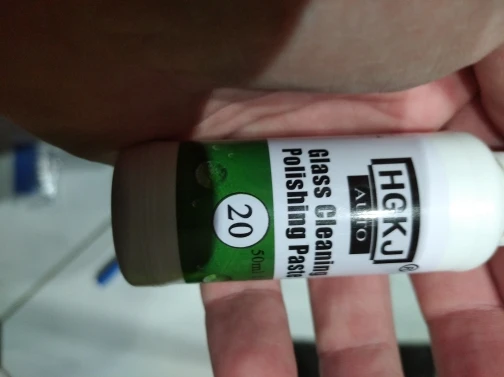 HGKJ
AUTO
®
Glass Cleaning
Polishing Paste
20
50ml